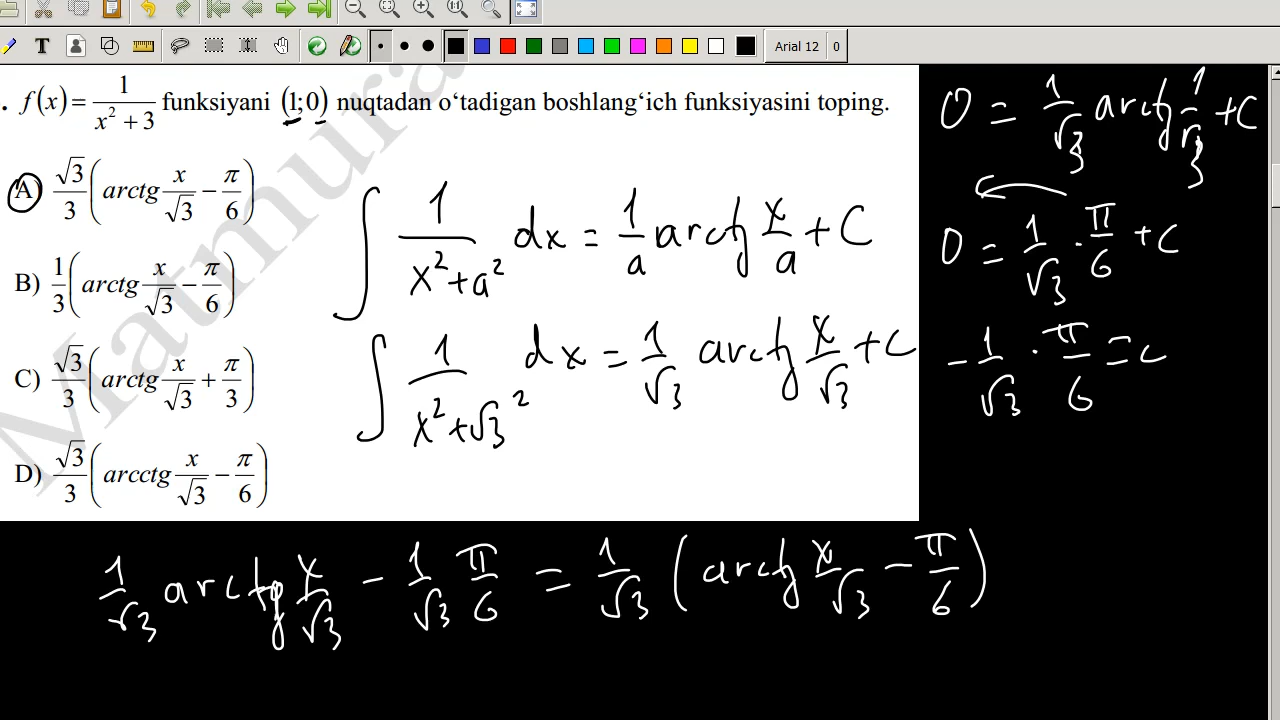 Arial 12 0
. f(x) = 1/(x² + 3) funksiyani (1;0) nuqtadan o‘tadigan boshlang‘ich funksiyasini toping.
A) √3/3 (arctg x/√3 − π/6)
B) 1/3 (arctg x/√3 − π/6)
C) √3/3 (arctg x/√3 + π/3)
D) √3/3 (arcctg x/√3 − π/6)
∫ 1/(x² + a²) dx = 1/a arctg x/a + C
∫ 1/(x² + √3²) dx = 1/√3 arctg x/√3 + C
0 = 1/√3 arctg 1/√3 + C
0 = 1/√3 · π/6 + C
− 1/√3 · π/6 = C
1/√3 arctg x/√3 − 1/√3 π/6 = 1/√3 (arctg x/√3 − π/6)